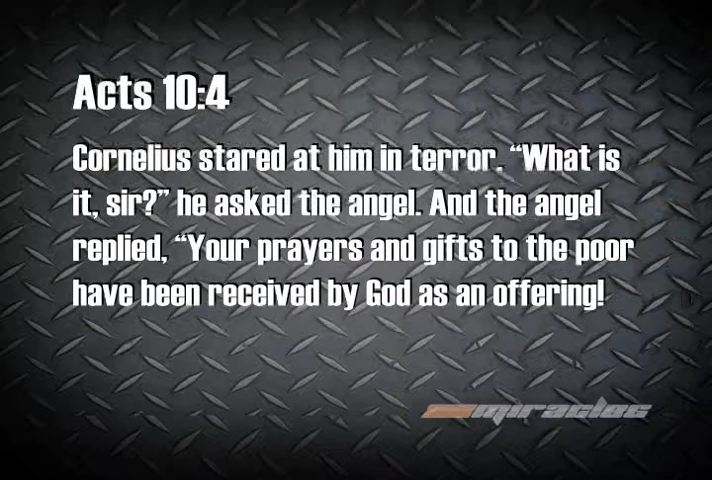 Acts 10:4
Cornelius stared at him in terror. “What is
it, sir?” he asked the angel. And the angel
replied, “Your prayers and gifts to the poor
have been received by God as an offering!
miracles